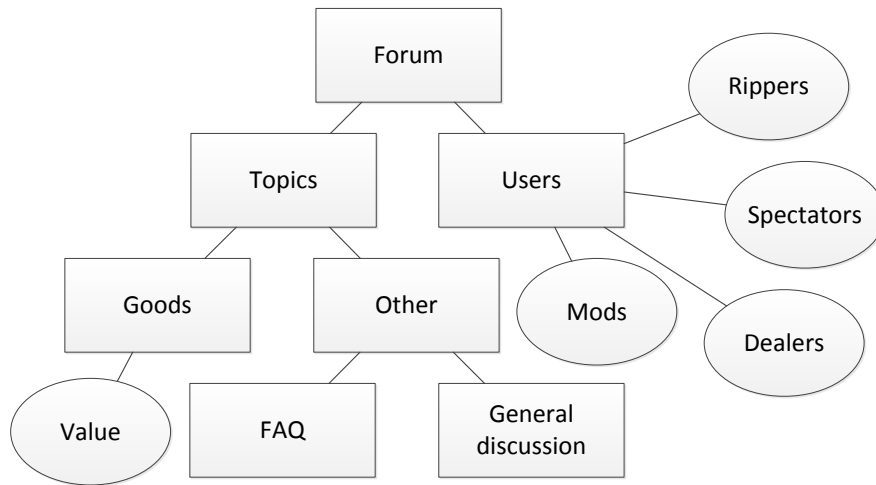 Forum
Rippers
Topics
Users
Spectators
Goods
Other
Mods
Dealers
Value
FAQ
General
discussion